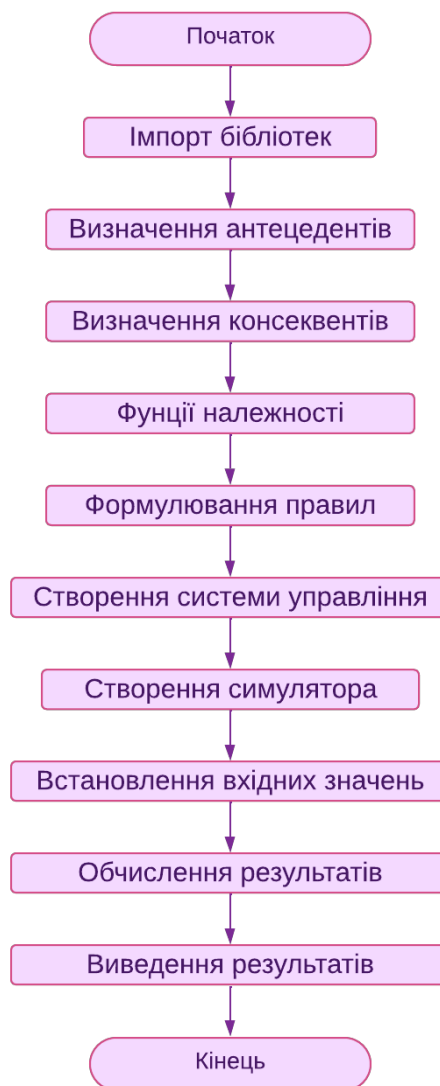 Початок
Імпорт бібліотек
Визначення антецедентів
Визначення консеквентів
Фунції належності
Формулювання правил
Створення системи управління
Створення симулятора
Встановлення вхідних значень
Обчислення результатів
Виведення результатів
Кінець